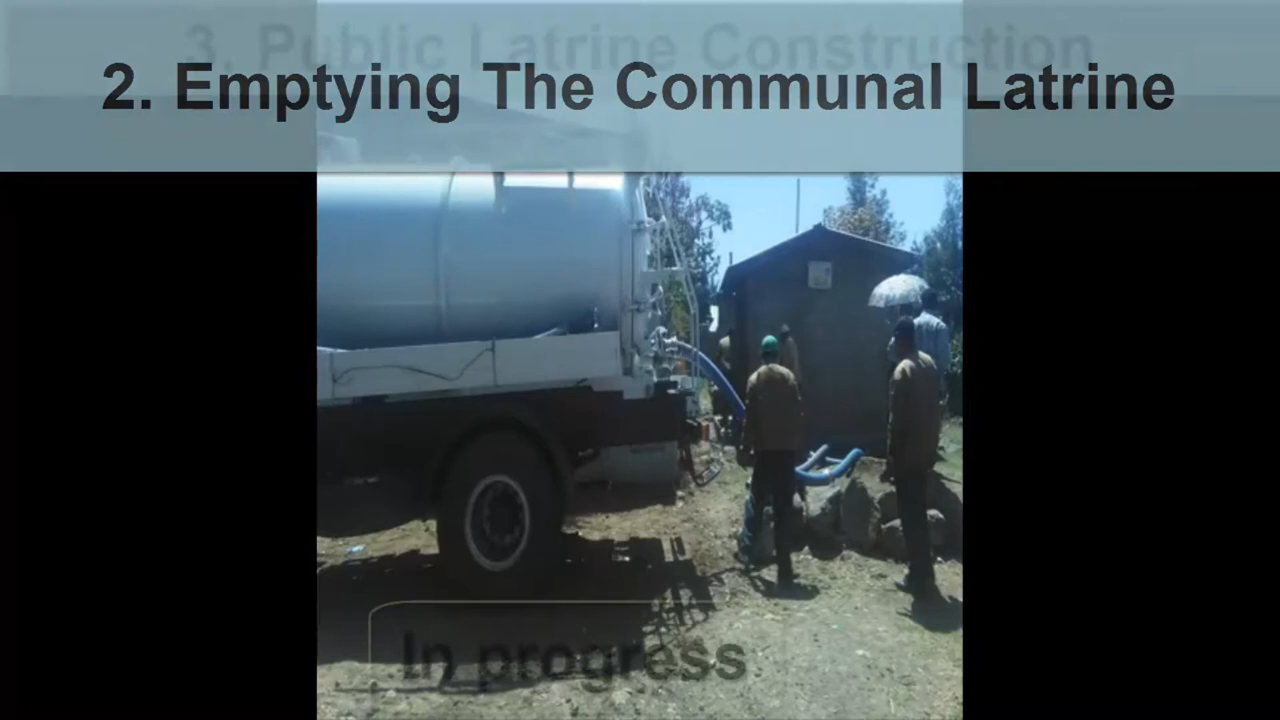 3. Public Latrine Construction
2. Emptying The Communal Latrine
In progress